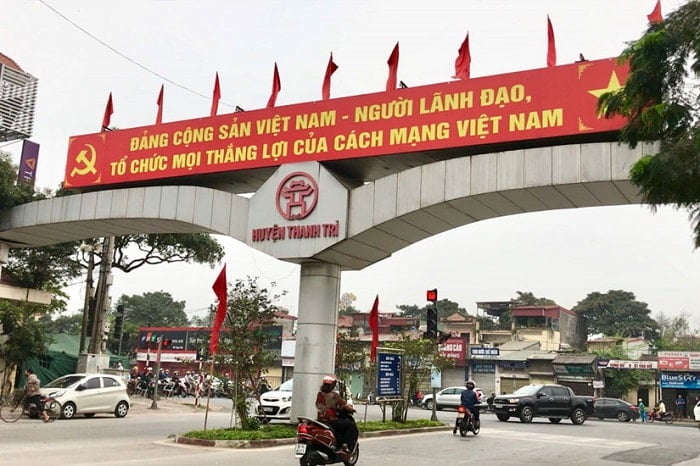 ĐẢNG CỘNG SẢN VIỆT NAM - NGƯỜI LÃNH ĐẠO,
TỔ CHỨC MỌI THẮNG LỢI CỦA CÁCH MẠNG VIỆT NAM
HUYỆN THANH TRÌ